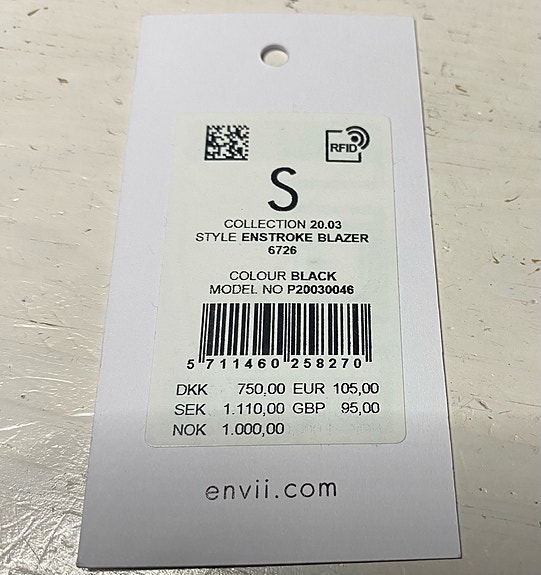 RFID
S
COLLECTION 20.03
STYLE ENSTROKE BLAZER
6726
COLOUR BLACK
MODEL NO P20030046
5 711460 258270
DKK 750,00 EUR 105,00
SEK 1.110,00 GBP 95,00
NOK 1.000,00
envii.com